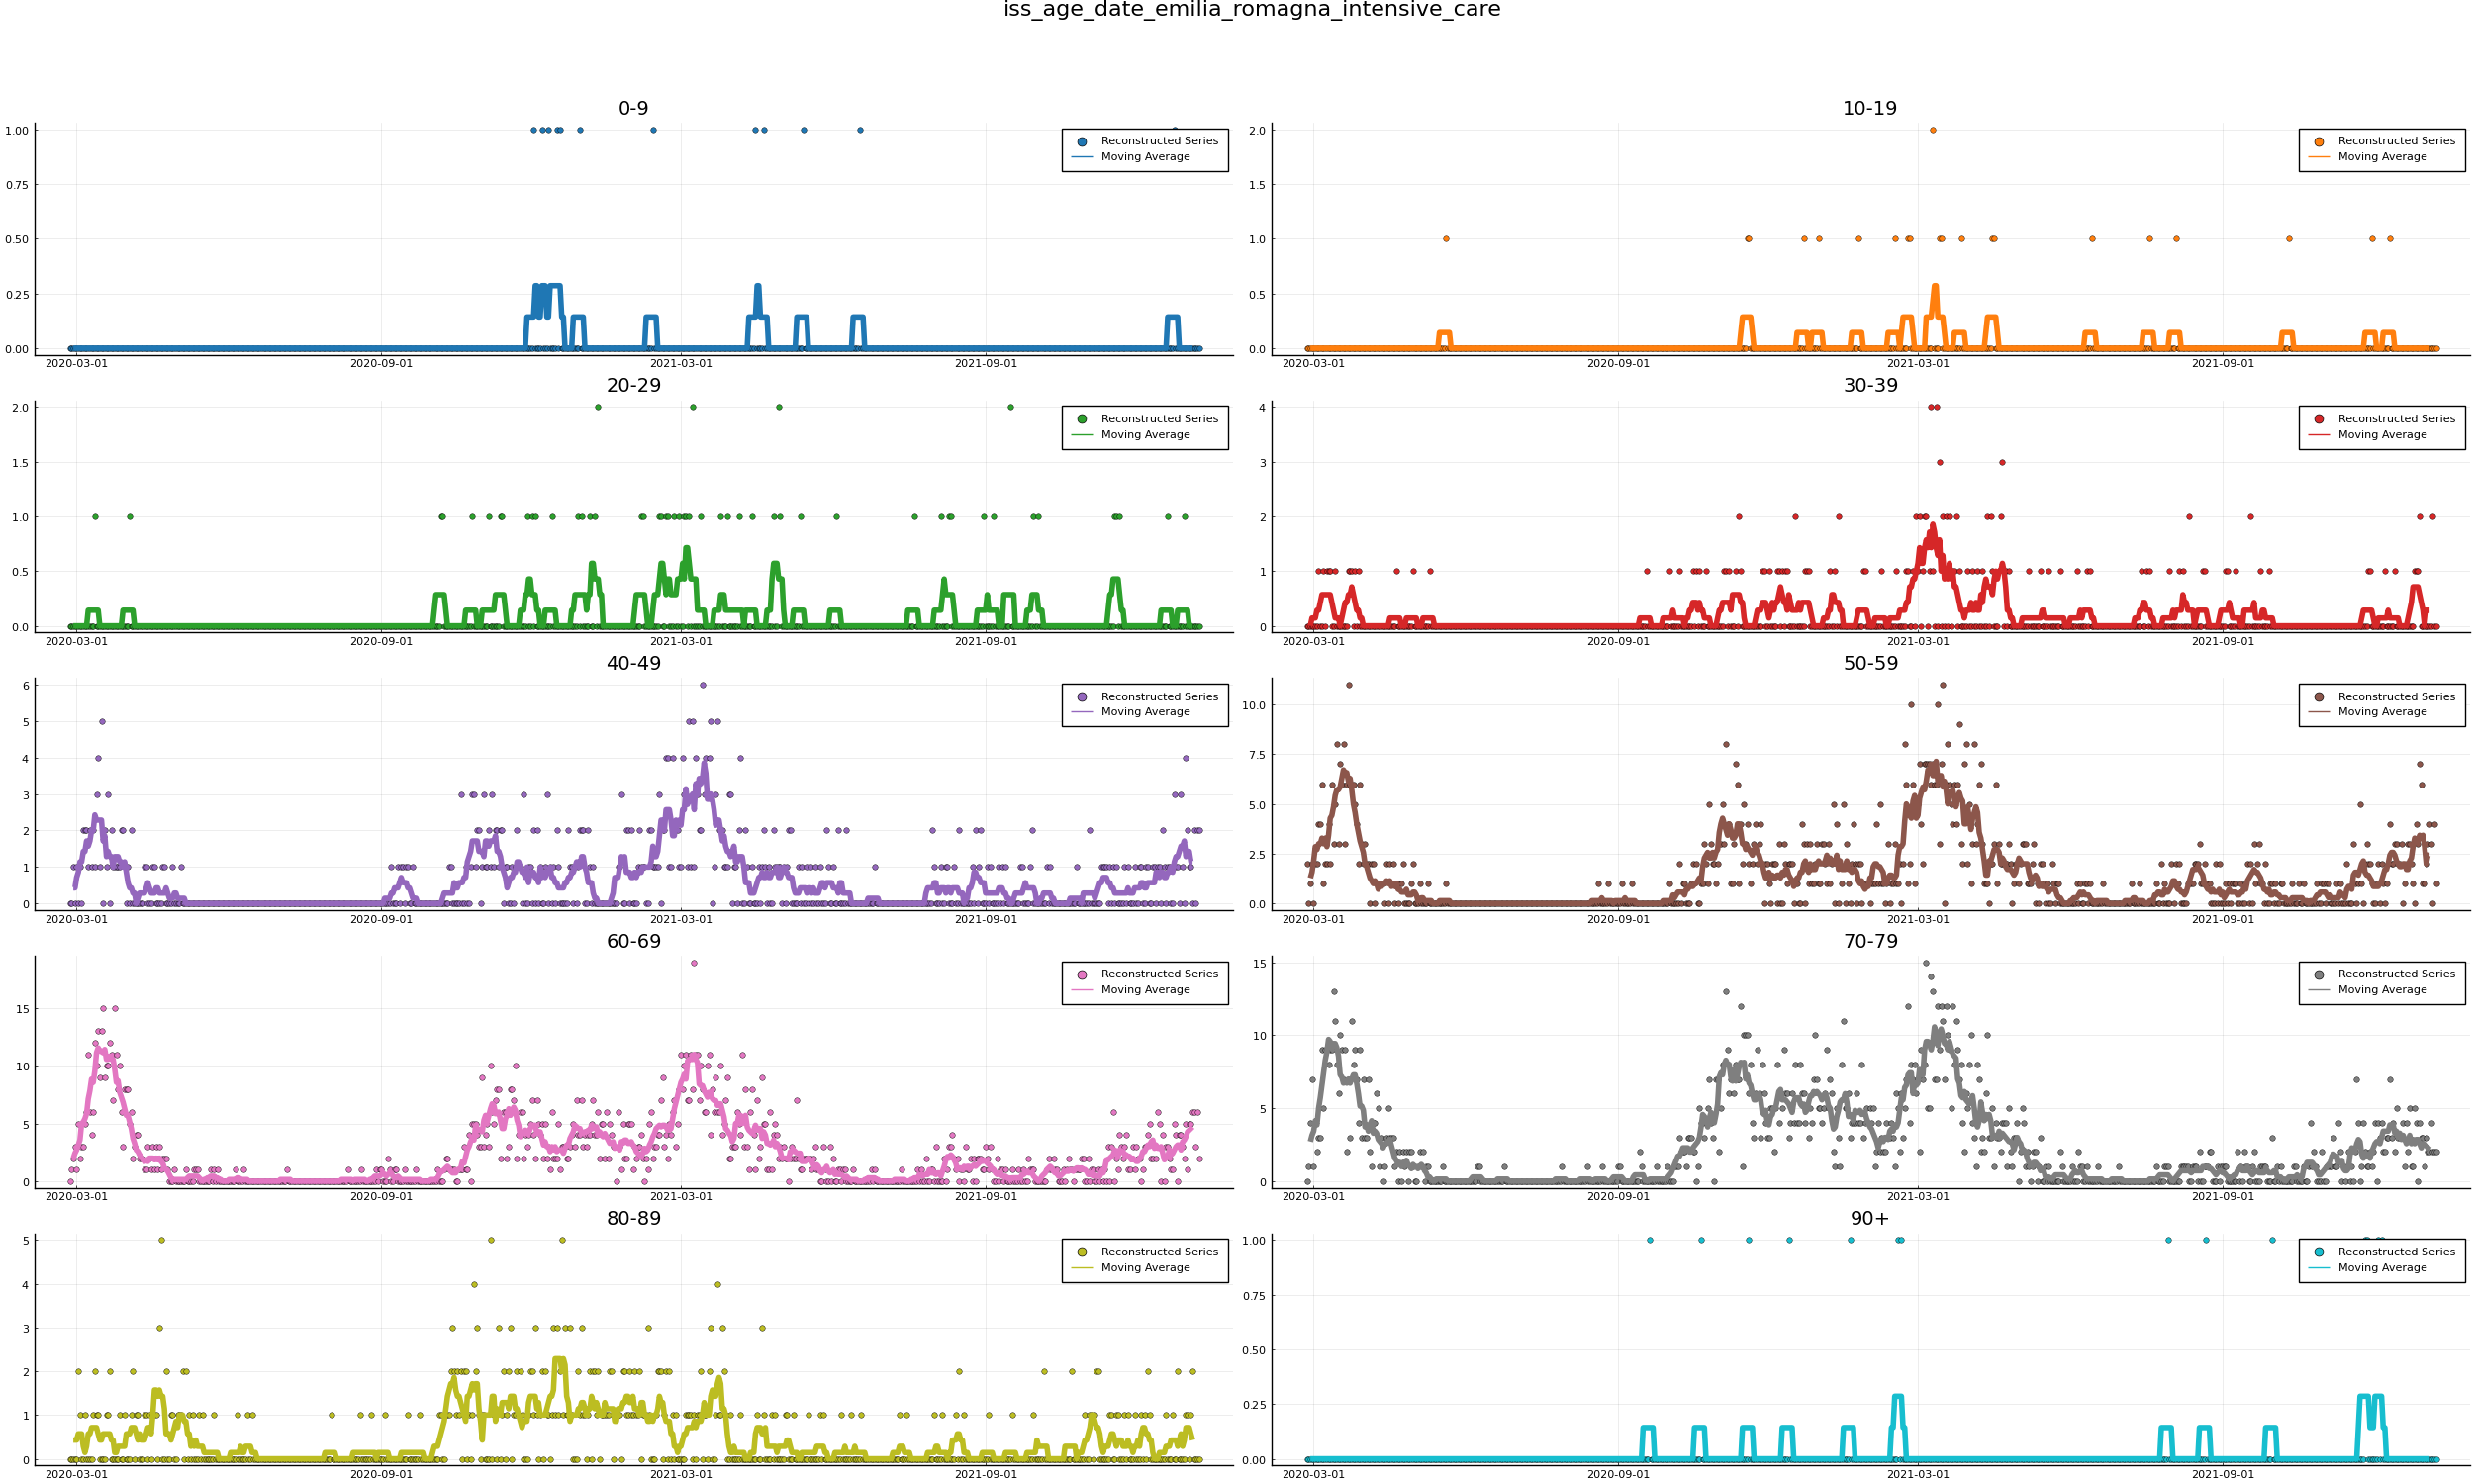 iss_age_date_emilia_romagna_intensive_care
0-9
1.00
0.75
0.50
0.25
0.00
Reconstructed Series
Moving Average
2020-03-01 2020-09-01 2021-03-01 2021-09-01
10-19
2.0
1.5
1.0
0.5
0.0
Reconstructed Series
Moving Average
2020-03-01 2020-09-01 2021-03-01 2021-09-01
20-29
2.0
1.5
1.0
0.5
0.0
Reconstructed Series
Moving Average
2020-03-01 2020-09-01 2021-03-01 2021-09-01
30-39
4
3
2
1
0
Reconstructed Series
Moving Average
2020-03-01 2020-09-01 2021-03-01 2021-09-01
40-49
6
5
4
3
2
1
0
Reconstructed Series
Moving Average
2020-03-01 2020-09-01 2021-03-01 2021-09-01
50-59
10.0
7.5
5.0
2.5
0.0
Reconstructed Series
Moving Average
2020-03-01 2020-09-01 2021-03-01 2021-09-01
60-69
15
10
5
0
Reconstructed Series
Moving Average
2020-03-01 2020-09-01 2021-03-01 2021-09-01
70-79
15
10
5
0
Reconstructed Series
Moving Average
2020-03-01 2020-09-01 2021-03-01 2021-09-01
80-89
5
4
3
2
1
0
Reconstructed Series
Moving Average
2020-03-01 2020-09-01 2021-03-01 2021-09-01
90+
1.00
0.75
0.50
0.25
0.00
Reconstructed Series
Moving Average
2020-03-01 2020-09-01 2021-03-01 2021-09-01